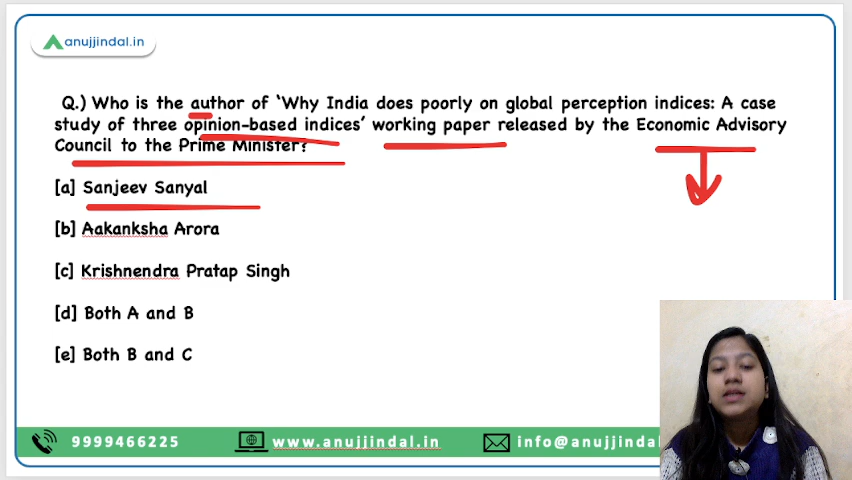 anujjindal.in
Q.) Who is the author of ‘Why India does poorly on global perception indices: A case
study of three opinion-based indices’ working paper released by the Economic Advisory
Council to the Prime Minister?
[a] Sanjeev Sanyal
[b] Aakanksha Arora
[c] Krishnendra Pratap Singh
[d] Both A and B
[e] Both B and C
9999466225 www.anujjindal.in info@anujjindal